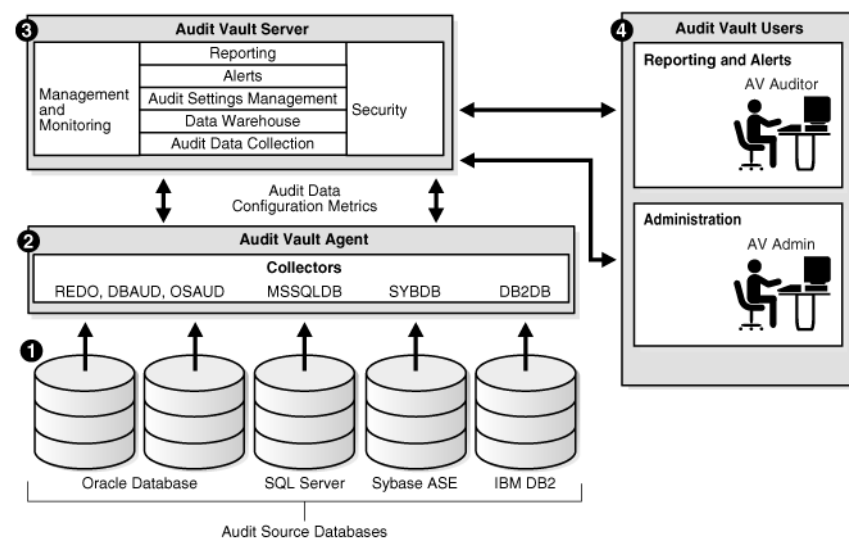 3
Audit Vault Server
Management
and
Monitoring
Reporting
Alerts
Audit Settings Management
Data Warehouse
Audit Data Collection
Security
4
Audit Vault Users
Reporting and Alerts
AV Auditor
Administration
AV Admin
Audit Data
Configuration Metrics
2
Audit Vault Agent
Collectors
REDO, DBAUD, OSAUD MSSQLDB SYBDB DB2DB
1
Oracle Database SQL Server Sybase ASE IBM DB2
Audit Source Databases